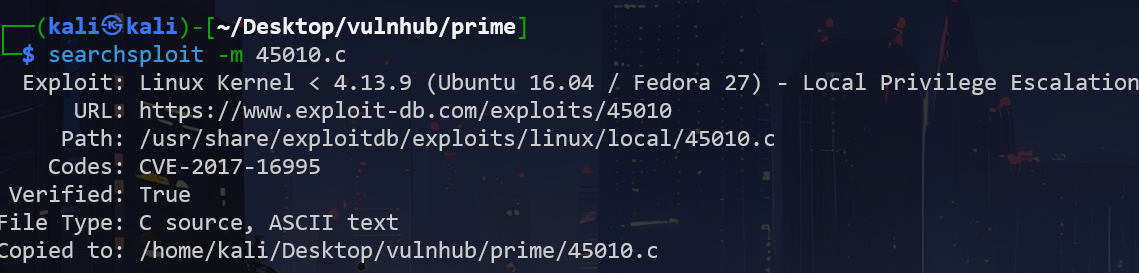 ┌──(kali㉿kali)-[~/Desktop/vulnhub/prime]
└─$ searchsploit -m 45010.c
  Exploit: Linux Kernel < 4.13.9 (Ubuntu 16.04 / Fedora 27) - Local Privilege Escalation
      URL: https://www.exploit-db.com/exploits/45010
     Path: /usr/share/exploitdb/exploits/linux/local/45010.c
    Codes: CVE-2017-16995
 Verified: True
File Type: C source, ASCII text
Copied to: /home/kali/Desktop/vulnhub/prime/45010.c